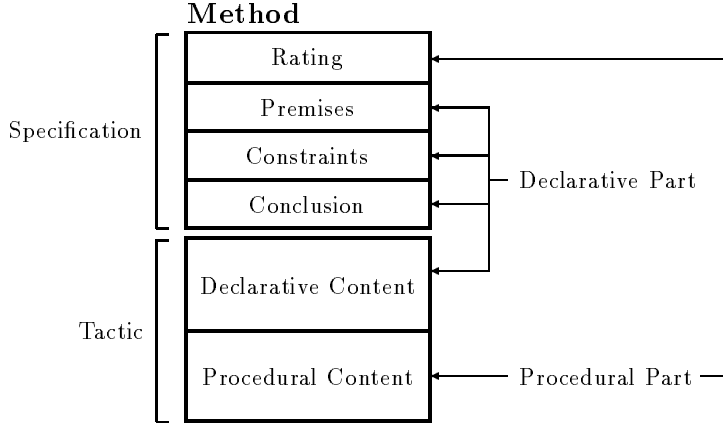 Method
Rating
Premises
Specification
Constraints
Declarative Part
Conclusion
Declarative Content
Tactic
Procedural Content
Procedural Part